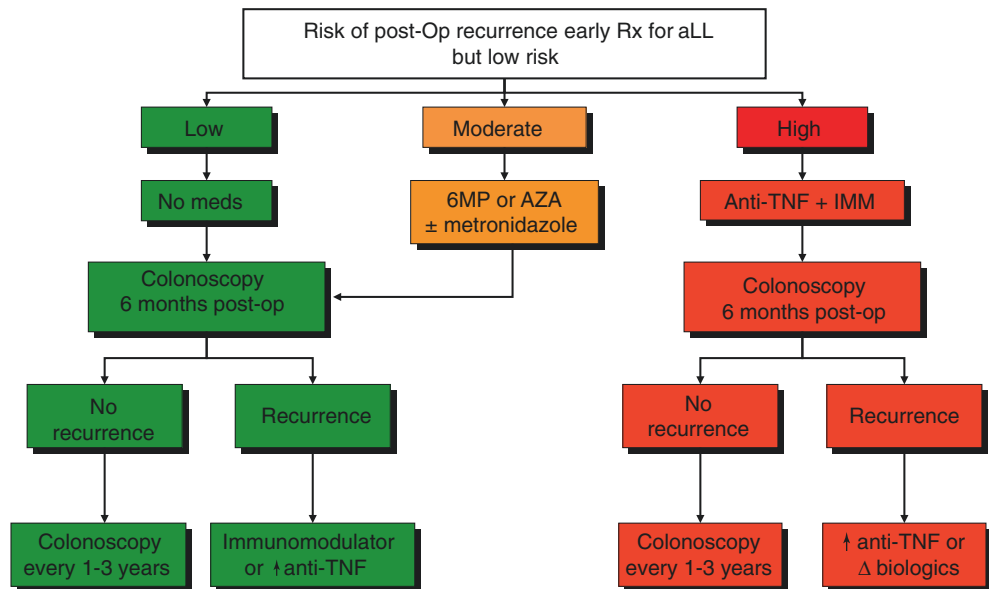 Risk of post-Op recurrence early Rx for aLL
but low risk
Low
Moderate
High
No meds
6MP or AZA
± metronidazole
Anti-TNF + IMM
Colonoscopy
6 months post-op
Colonoscopy
6 months post-op
No
recurrence
Recurrence
No
recurrence
Recurrence
Colonoscopy
every 1-3 years
Immunomodulator
or ↑ anti-TNF
Colonoscopy
every 1-3 years
↑ anti-TNF or
Δ biologics